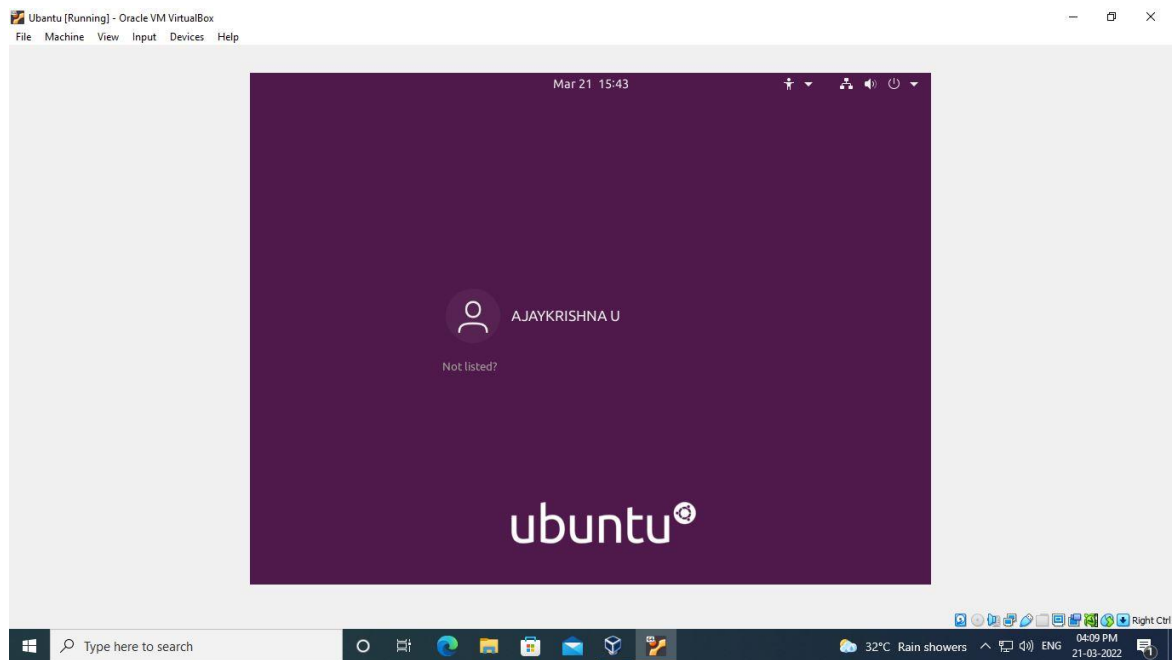 Ubantu [Running] - Oracle VM VirtualBox
File Machine View Input Devices Help
Mar 21 15:43
AJAYKRISHNA U
Not listed?
ubuntu
Right Ctrl
Type here to search
32°C Rain showers
ENG
04:09 PM
21-03-2022
1